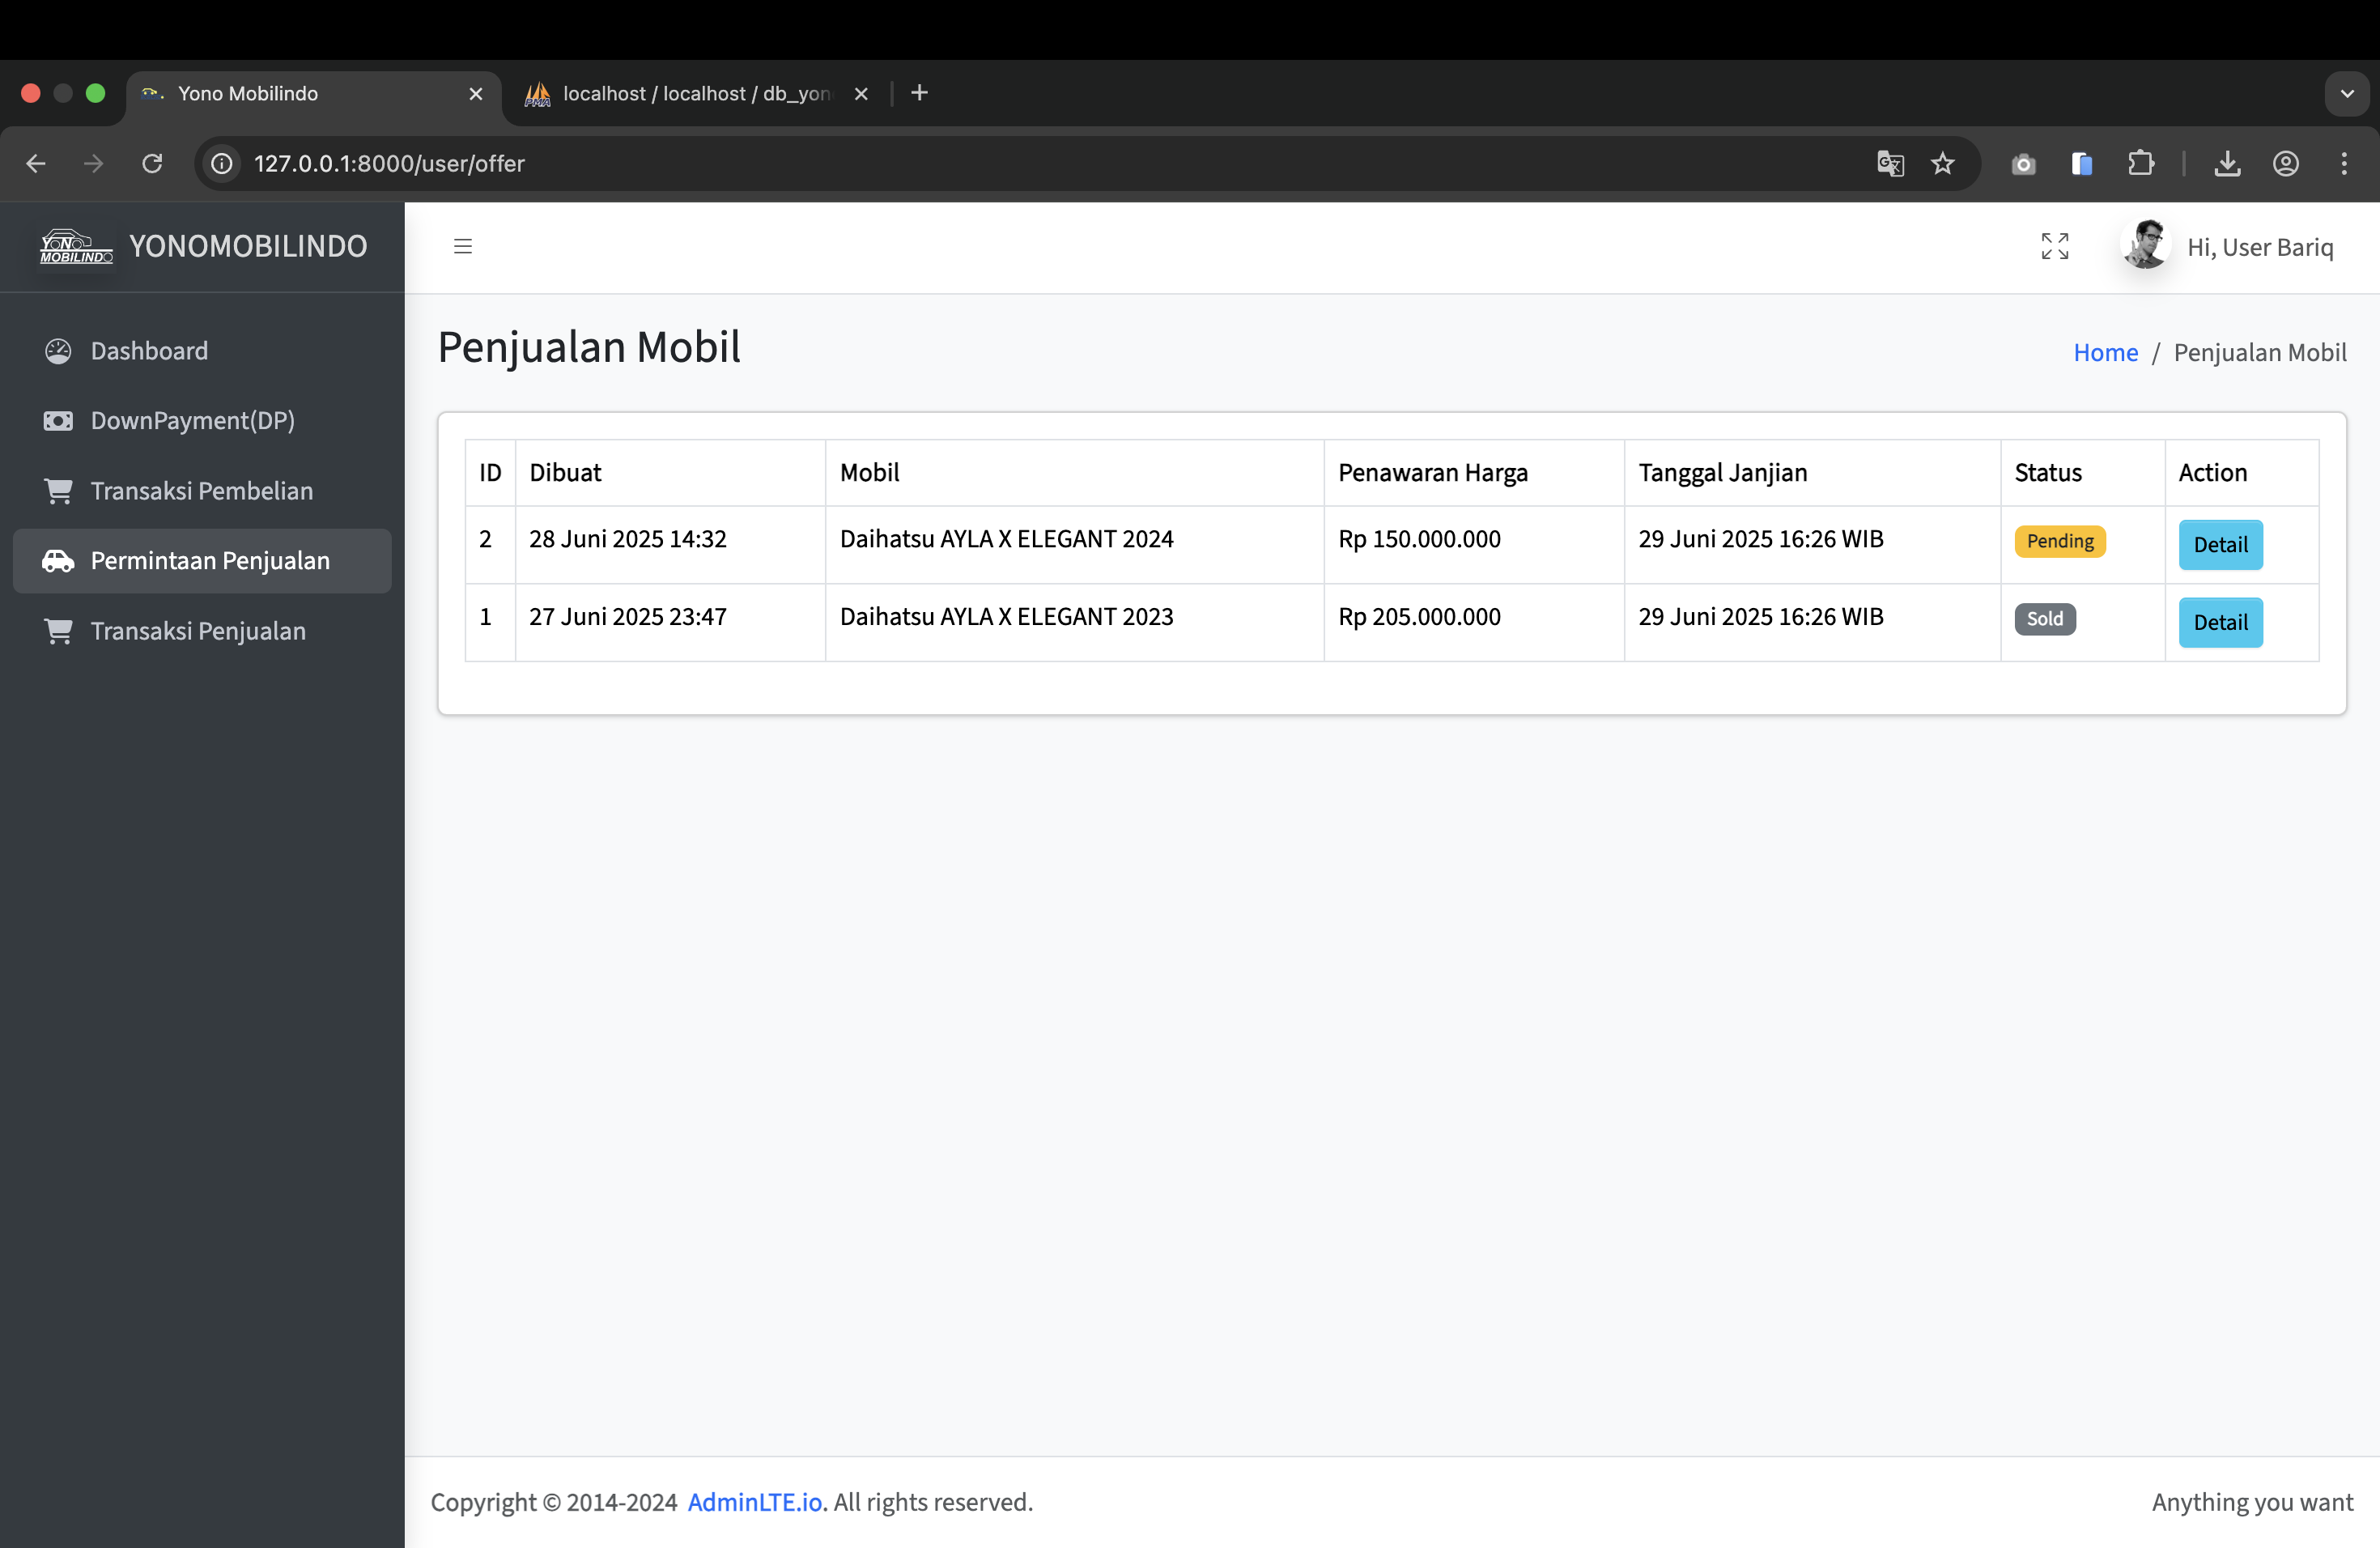 Yono Mobilindo
localhost / localhost / db_yon
127.0.0.1:8000/user/offer
YONO MOBILINDO
YONOMOBILINDO
Hi, User Bariq
Dashboard
DownPayment(DP)
Transaksi Pembelian
Permintaan Penjualan
Transaksi Penjualan
Penjualan Mobil
Home / Penjualan Mobil
ID Dibuat Mobil Penawaran Harga Tanggal Janjian Status Action
2 28 Juni 2025 14:32 Daihatsu AYLA X ELEGANT 2024 Rp 150.000.000 29 Juni 2025 16:26 WIB Pending Detail
1 27 Juni 2025 23:47 Daihatsu AYLA X ELEGANT 2023 Rp 205.000.000 29 Juni 2025 16:26 WIB Sold Detail
Copyright © 2014-2024 AdminLTE.io. All rights reserved.
Anything you want